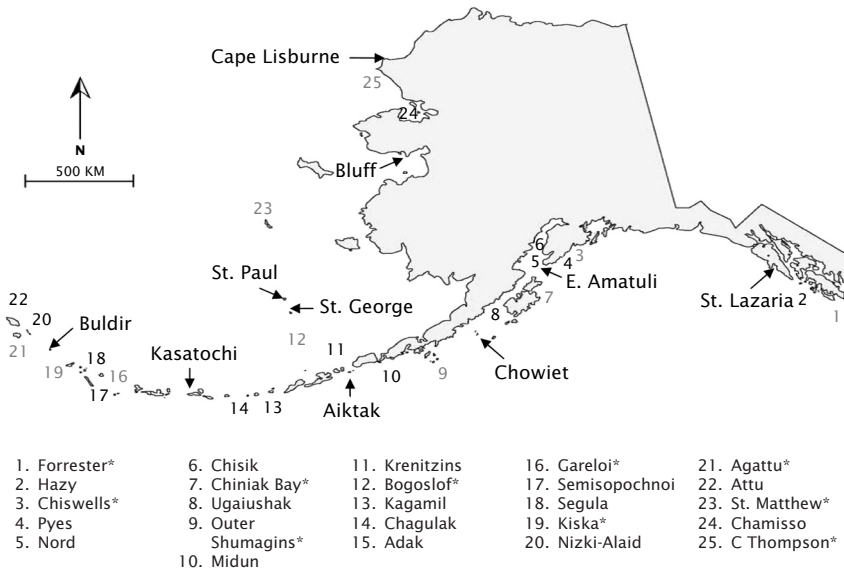 Cape Lisburne
25
24
N
500 KM
Bluff
23
6
5
4
3
E. Amatuli
St. Paul
St. George
St. Lazaria
2
1
7
8
22
20
Buldir
21
12
Kasatochi
11
19
18
16
10
9
Chowiet
17
14
13
Aiktak
1. Forrester*
2. Hazy
3. Chiswells*
4. Pyes
5. Nord
6. Chisik
7. Chiniak Bay*
8. Ugaiushak
9. Outer
Shumagins*
10. Midun
11. Krenitzins
12. Bogoslof*
13. Kagamil
14. Chagulak
15. Adak
16. Gareloi*
17. Semisopochnoi
18. Segula
19. Kiska*
20. Nizki-Alaid
21. Agattu*
22. Attu
23. St. Matthew*
24. Chamisso
25. C Thompson*